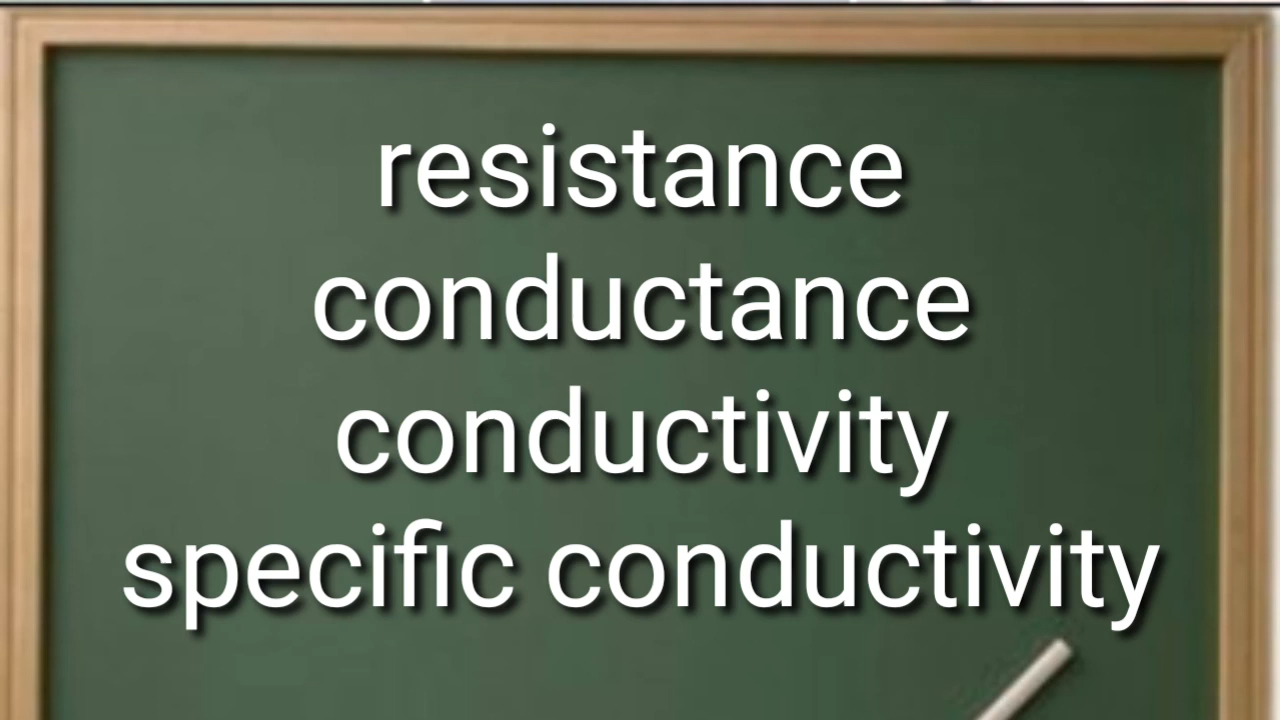 resistance
conductance
conductivity
specific conductivity